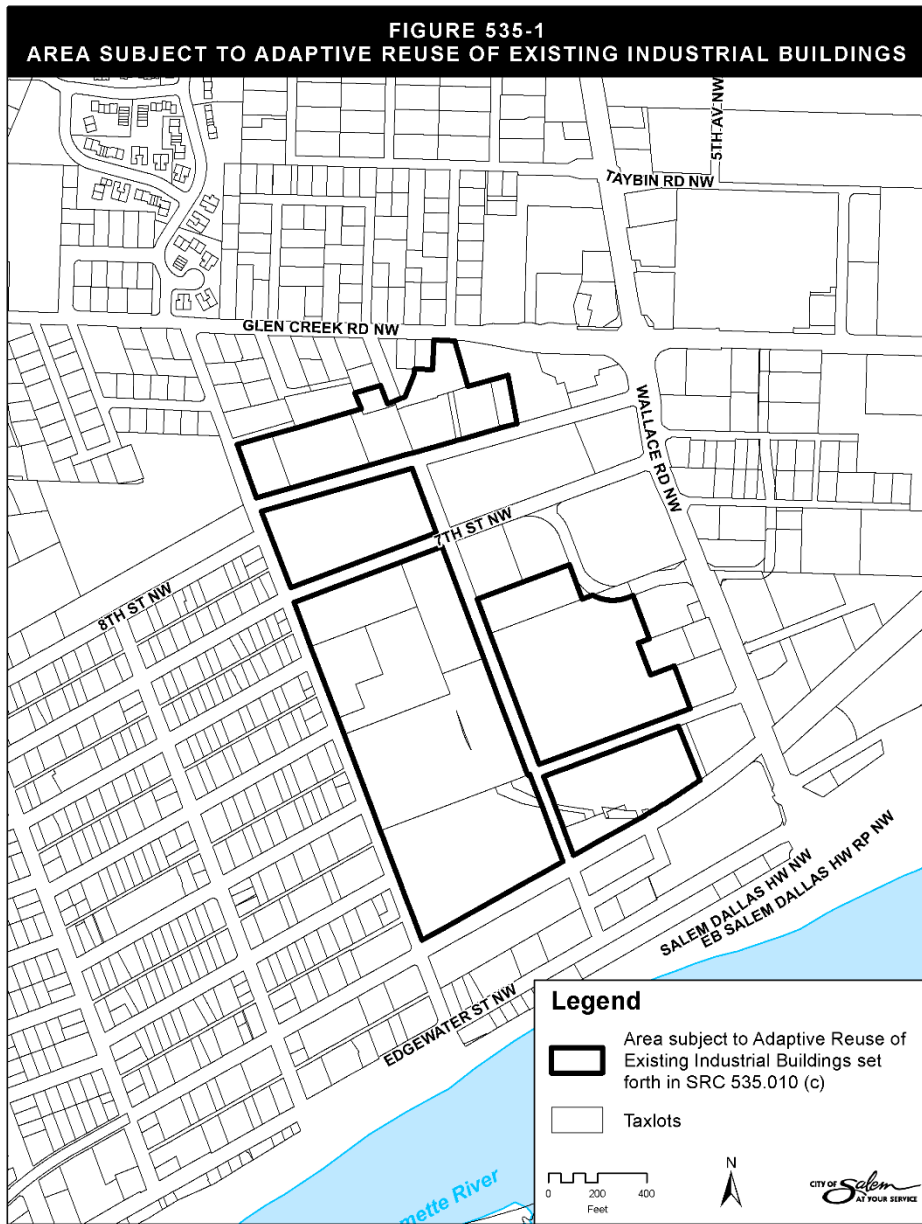 FIGURE 535-1
AREA SUBJECT TO ADAPTIVE REUSE OF EXISTING INDUSTRIAL BUILDINGS
5TH AV NW
TAYBIN RD NW
GLEN CREEK RD NW
WALLACE RD NW
7TH ST NW
8TH ST NW
SALEM DALLAS HW NW
EB SALEM DALLAS HW RP NW
EDGEWATER ST NW
mette River
Legend
Area subject to Adaptive Reuse of
Existing Industrial Buildings set
forth in SRC 535.010 (c)
Taxlots
0 200 400
Feet
N
CITY OF Salem
AT YOUR SERVICE